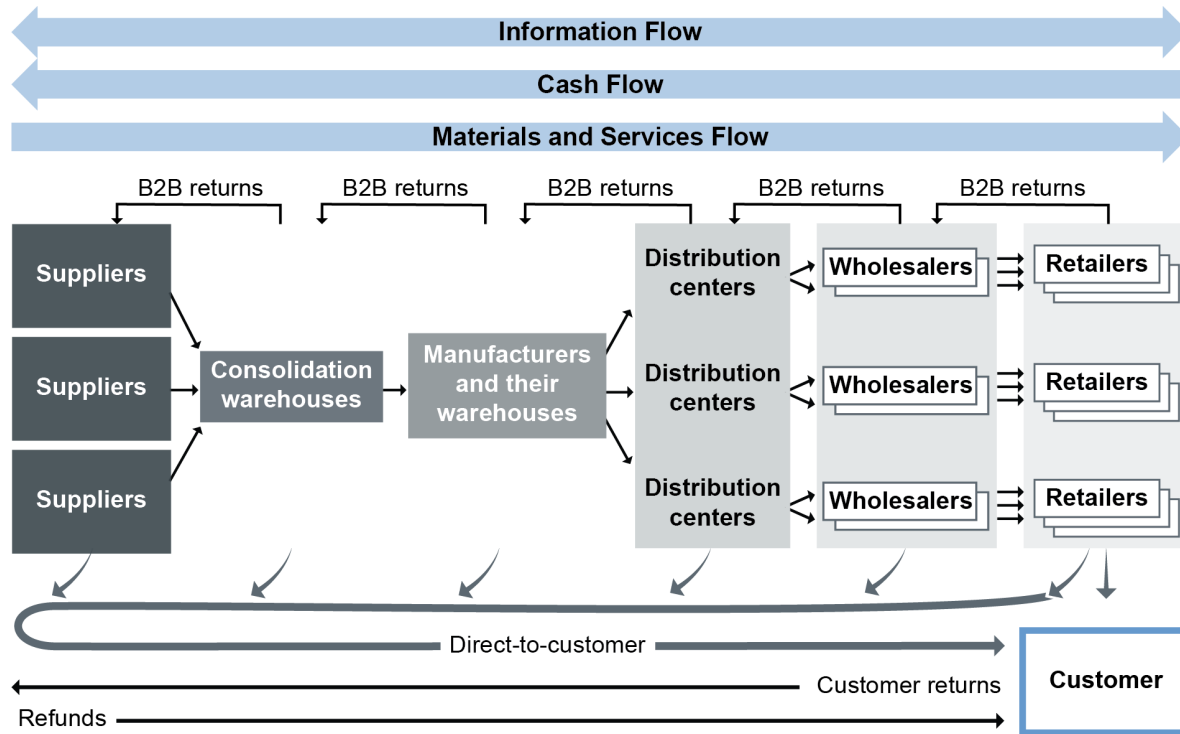 Information Flow
Cash Flow
Materials and Services Flow
B2B returns
B2B returns
B2B returns
B2B returns
B2B returns
Suppliers
Suppliers
Suppliers
Consolidation
warehouses
Manufacturers
and their
warehouses
Distribution
centers
Distribution
centers
Distribution
centers
Wholesalers
Wholesalers
Wholesalers
Retailers
Retailers
Retailers
Direct-to-customer
Customer returns
Refunds
Customer